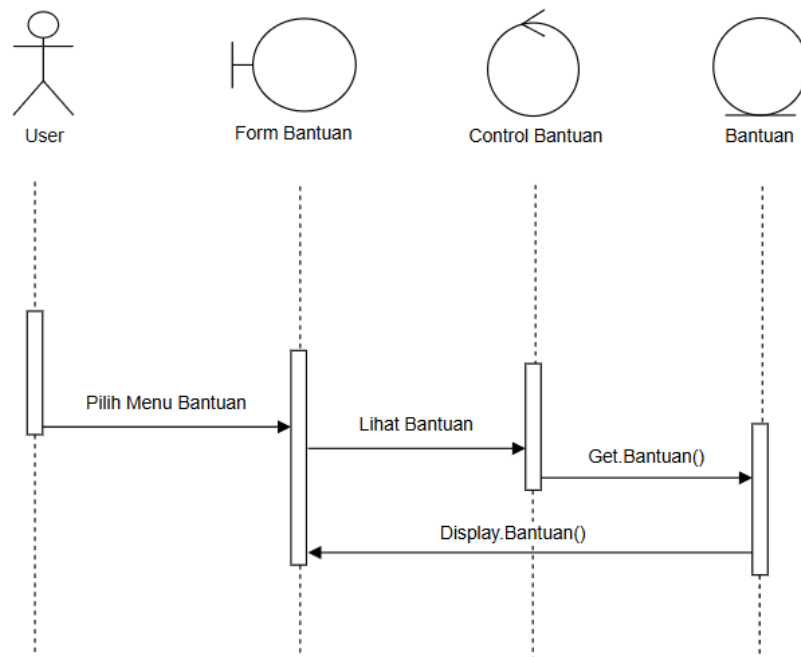 User
Form Bantuan
Control Bantuan
Bantuan
Pilih Menu Bantuan
Lihat Bantuan
Get.Bantuan()
Display.Bantuan()